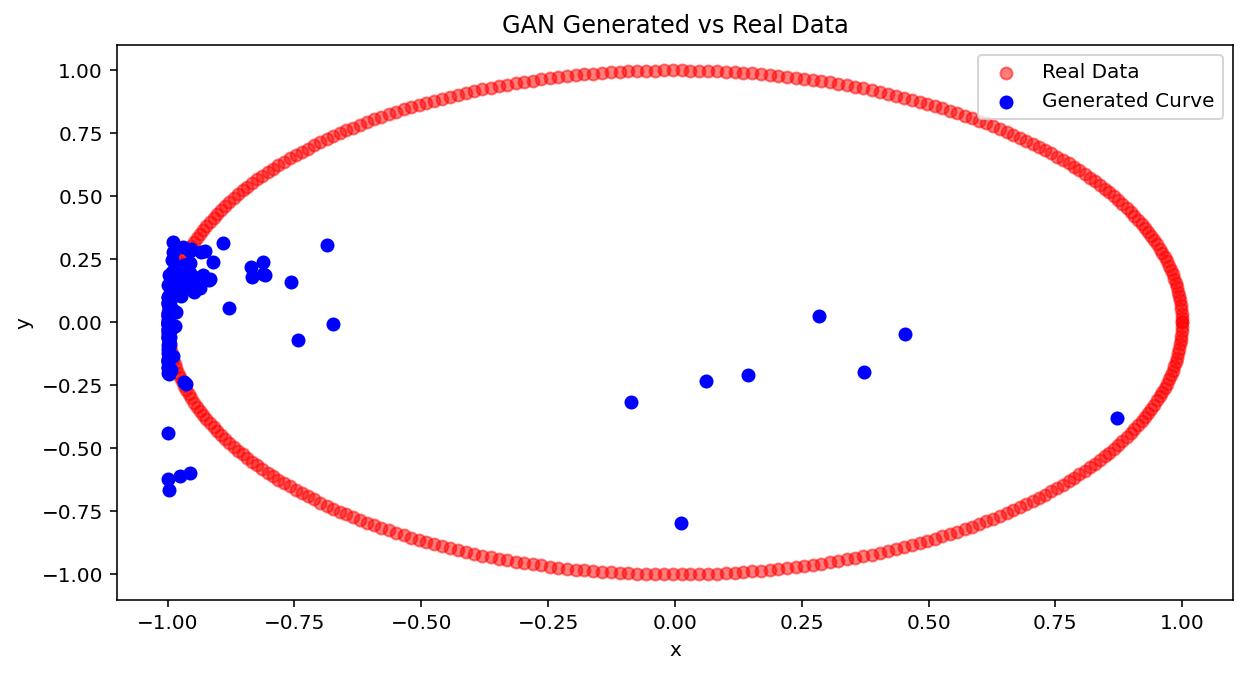 GAN Generated vs Real Data
Real Data
Generated Curve
1.00
0.75
0.50
0.25
0.00
−0.25
−0.50
−0.75
−1.00
y
−1.00 −0.75 −0.50 −0.25 0.00 0.25 0.50 0.75 1.00
x